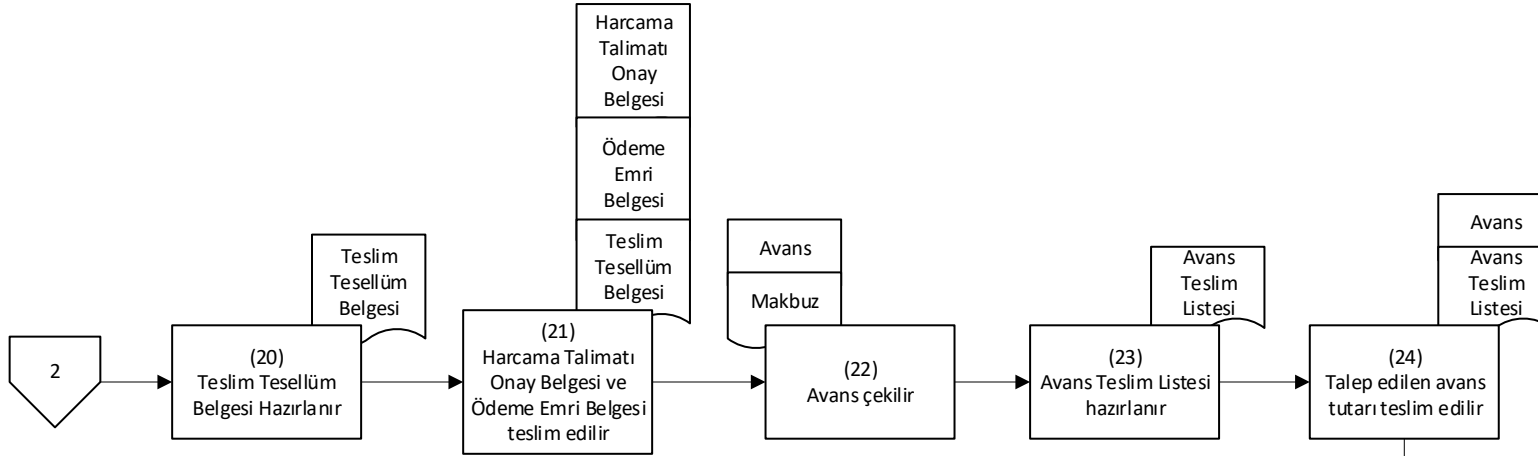 Harcama
Talimatı
Onay
Belgesi
Ödeme
Emri
Belgesi
Teslim
Tesellüm
Belgesi
Teslim
Tesellüm
Belgesi
Avans
Makbuz
Avans
Teslim
Listesi
Avans
Avans
Teslim
Listesi
2
(20)
Teslim Tesellüm
Belgesi Hazırlanır
(21)
Harcama Talimatı
Onay Belgesi ve
Ödeme Emri Belgesi
teslim edilir
(22)
Avans çekilir
(23)
Avans Teslim Listesi
hazırlanır
(24)
Talep edilen avans
tutarı teslim edilir